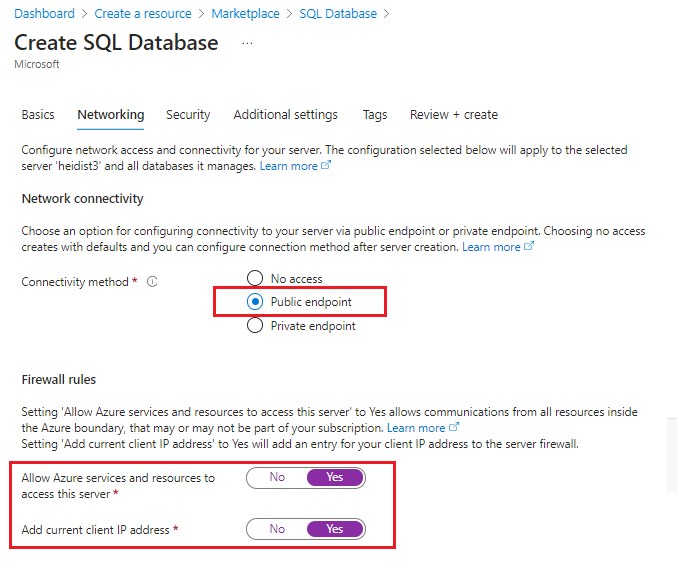 Dashboard > Create a resource > Marketplace > SQL Database >
Create SQL Database ...
Microsoft
Basics Networking Security Additional settings Tags Review + create
Configure network access and connectivity for your server. The configuration selected below will apply to the selected
server 'heidist3' and all databases it manages. Learn more
Network connectivity
Choose an option for configuring connectivity to your server via public endpoint or private endpoint. Choosing no access
creates with defaults and you can configure connection method after server creation. Learn more
Connectivity method *
No access
Public endpoint
Private endpoint
Firewall rules
Setting 'Allow Azure services and resources to access this server' to Yes allows communications from all resources inside
the Azure boundary, that may or may not be part of your subscription. Learn more
Setting 'Add current client IP address' to Yes will add an entry for your client IP address to the server firewall.
Allow Azure services and resources to
access this server *
No Yes
Add current client IP address *
No Yes